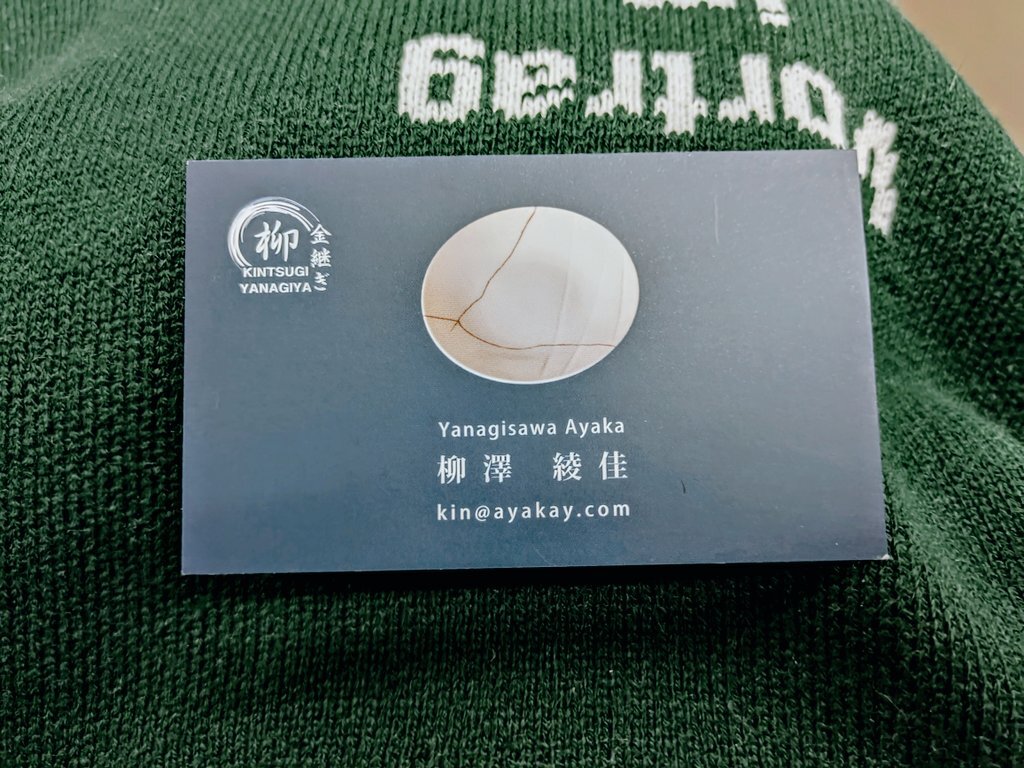 柳
金継ぎ
KINTSUGI
YANAGIYA
Yanagisawa Ayaka
柳澤 綾佳
kin@ayakay.com